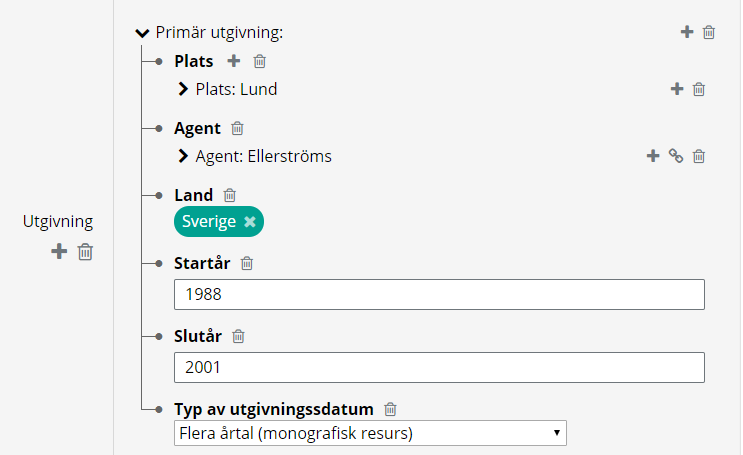 Primär utgivning:
Plats
Plats: Lund
Agent
Agent: Ellerströms
Land
Sverige
Utgivning
Startår
1988
Slutår
2001
Typ av utgivningssdatum
Flera årtal (monografisk resurs)